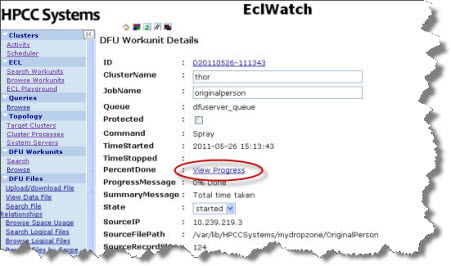 HPCC Systems
EclWatch
Clusters
Activity
Scheduler
ECL
Search Workunits
Browse Workunits
ECL Playground
Queries
Browse
Topology
Target Clusters
Cluster Processes
System Servers
DFU Workunits
Search
Browse
DFU Files
Upload/download File
View Data File
Search File
Relationships
Browse Space Usage
Search Logical Files
Browse Logical Files
Browse Files by Scope
DFU Workunit Details
ID : D20110526-111343
ClusterName : thor
JobName : originalperson
Queue : dfuserver_queue
Protected :
Command : Spray
TimeStarted : 2011-05-26 15:13:43
TimeStopped :
PercentDone : View Progress
ProgressMessage : 0% Done
SummaryMessage : Total time taken
State : started
SourceIP : 10.239.219.3
SourceFilePath : /var/lib/HPCCSystems/mydropzone/OriginalPerson
SourceRecordSize : 124